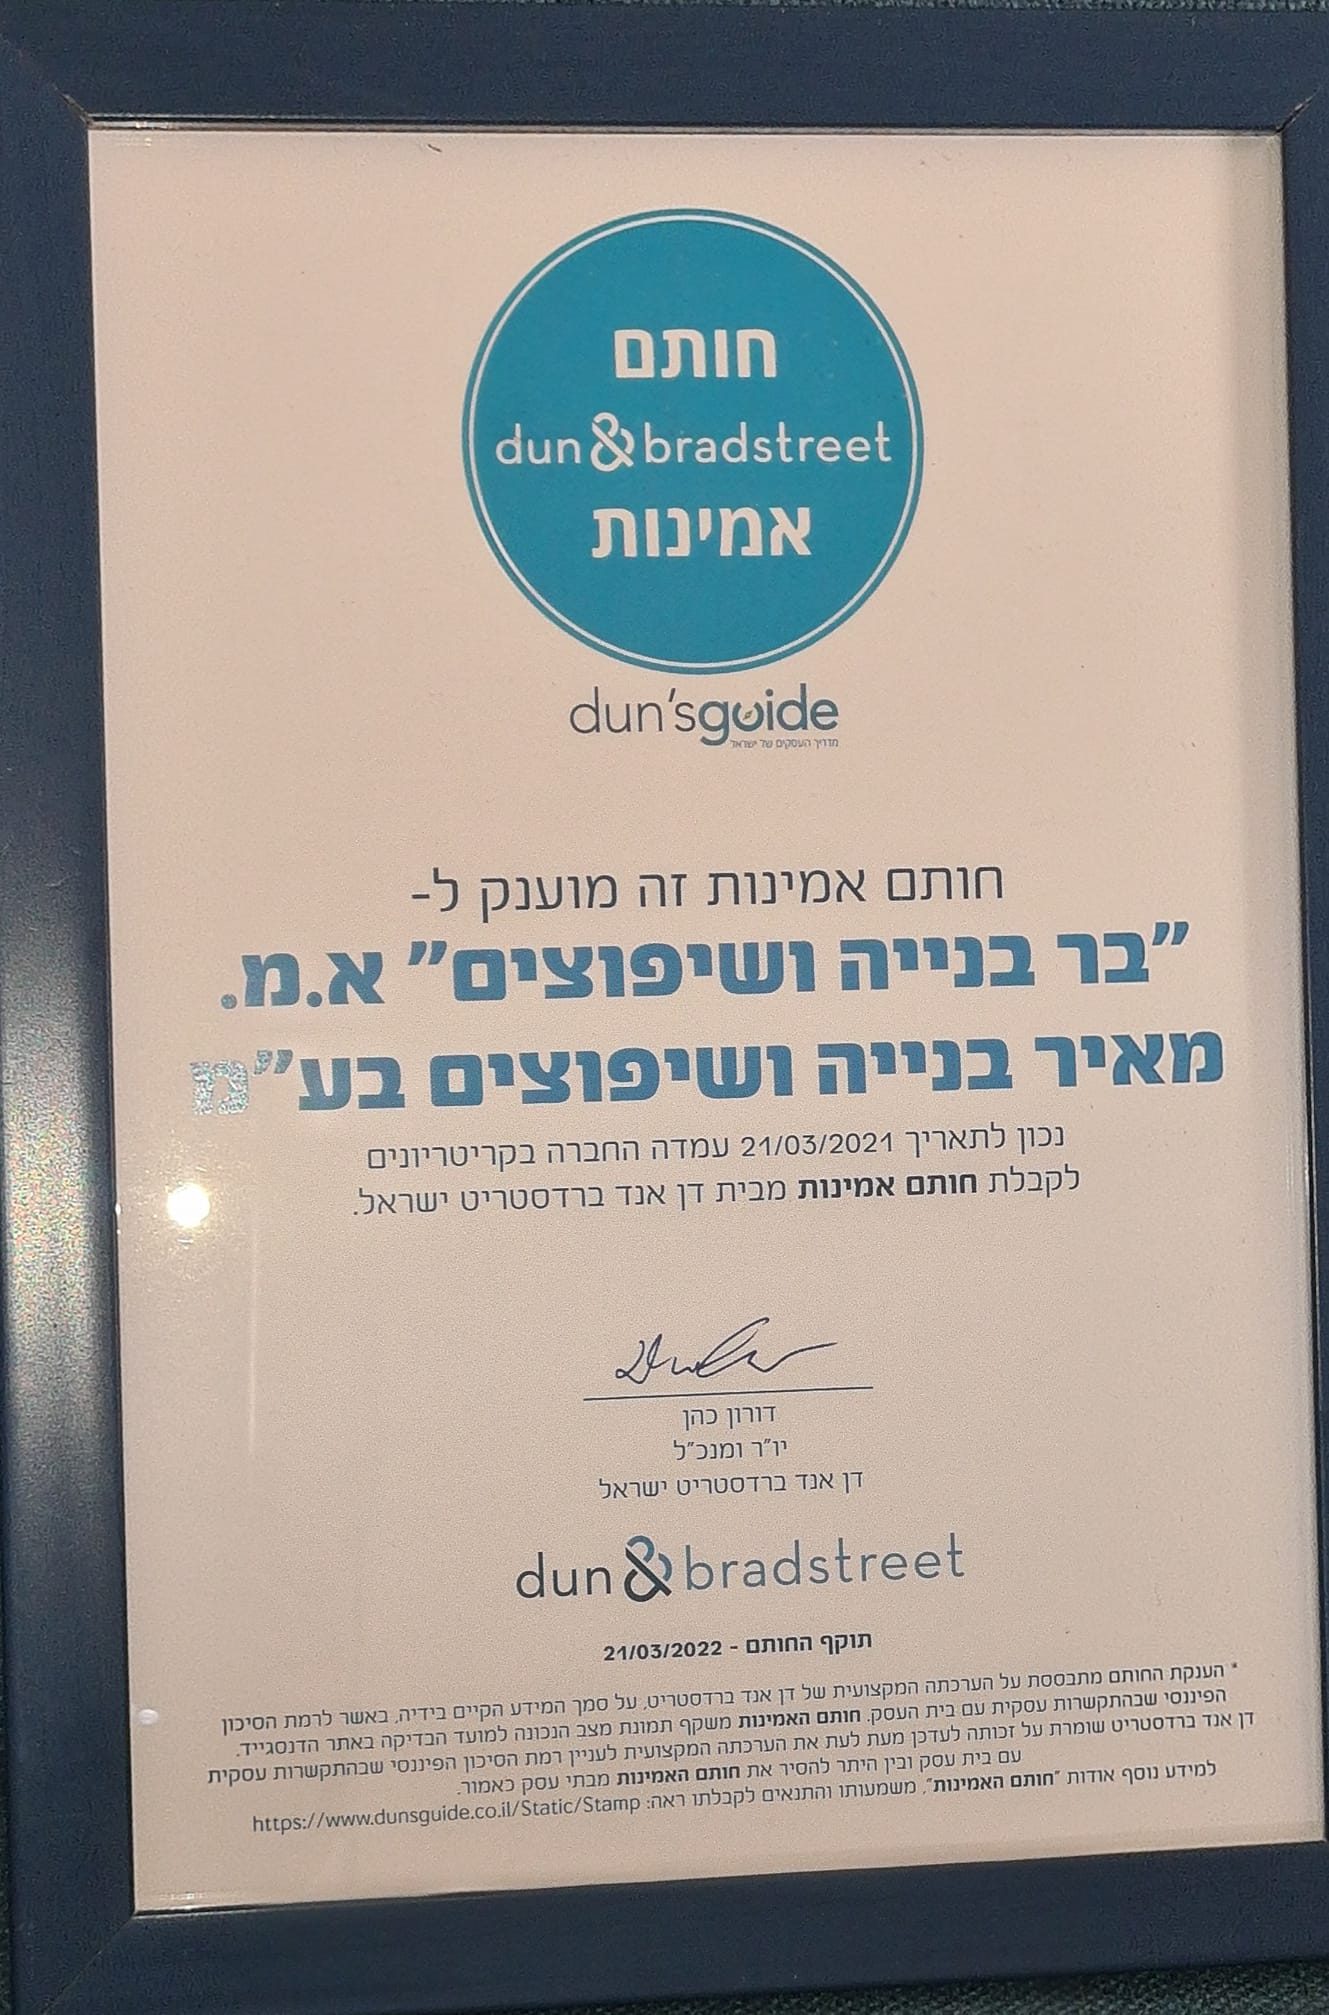 חותם
dun & bradstreet
אמינות
dun'sguide
מדריך העסקים של ישראל
חותם אמינות זה מוענק ל-
"בר בנייה ושיפוצים" א.מ.
מאיר בנייה ושיפוצים בע"מ
נכון לתאריך 21/03/2021 עמדה החברה בקריטריונים
לקבלת חותם אמינות מבית דן אנד ברדסטריט ישראל.
דורון כהן
יו"ר ומנכ"ל
דן אנד ברדסטריט ישראל
dun & bradstreet
תוקף החותם - 21/03/2022
* הענקת החותם מתבססת על הערכתה המקצועית של דן אנד ברדסטריט, על סמך המידע הקיים בידיה, באשר לרמת הסיכון
הפיננסי שבהתקשרות עסקית עם בית העסק. חותם האמינות משקף תמונת מצב הנכונה למועד הבדיקה באתר הדנסגייד.
דן אנד ברדסטריט שומרת על זכותה לעדכן מעת לעת את הערכתה המקצועית לעניין רמת הסיכון הפיננסי שבהתקשרות עסקית
עם בית עסק ובין היתר להסיר את חותם האמינות מבתי עסק כאמור.
למידע נוסף אודות "חותם האמינות", משמעותו והתנאים לקבלתו ראה: https://www.dunsguide.co.il/Static/Stamp